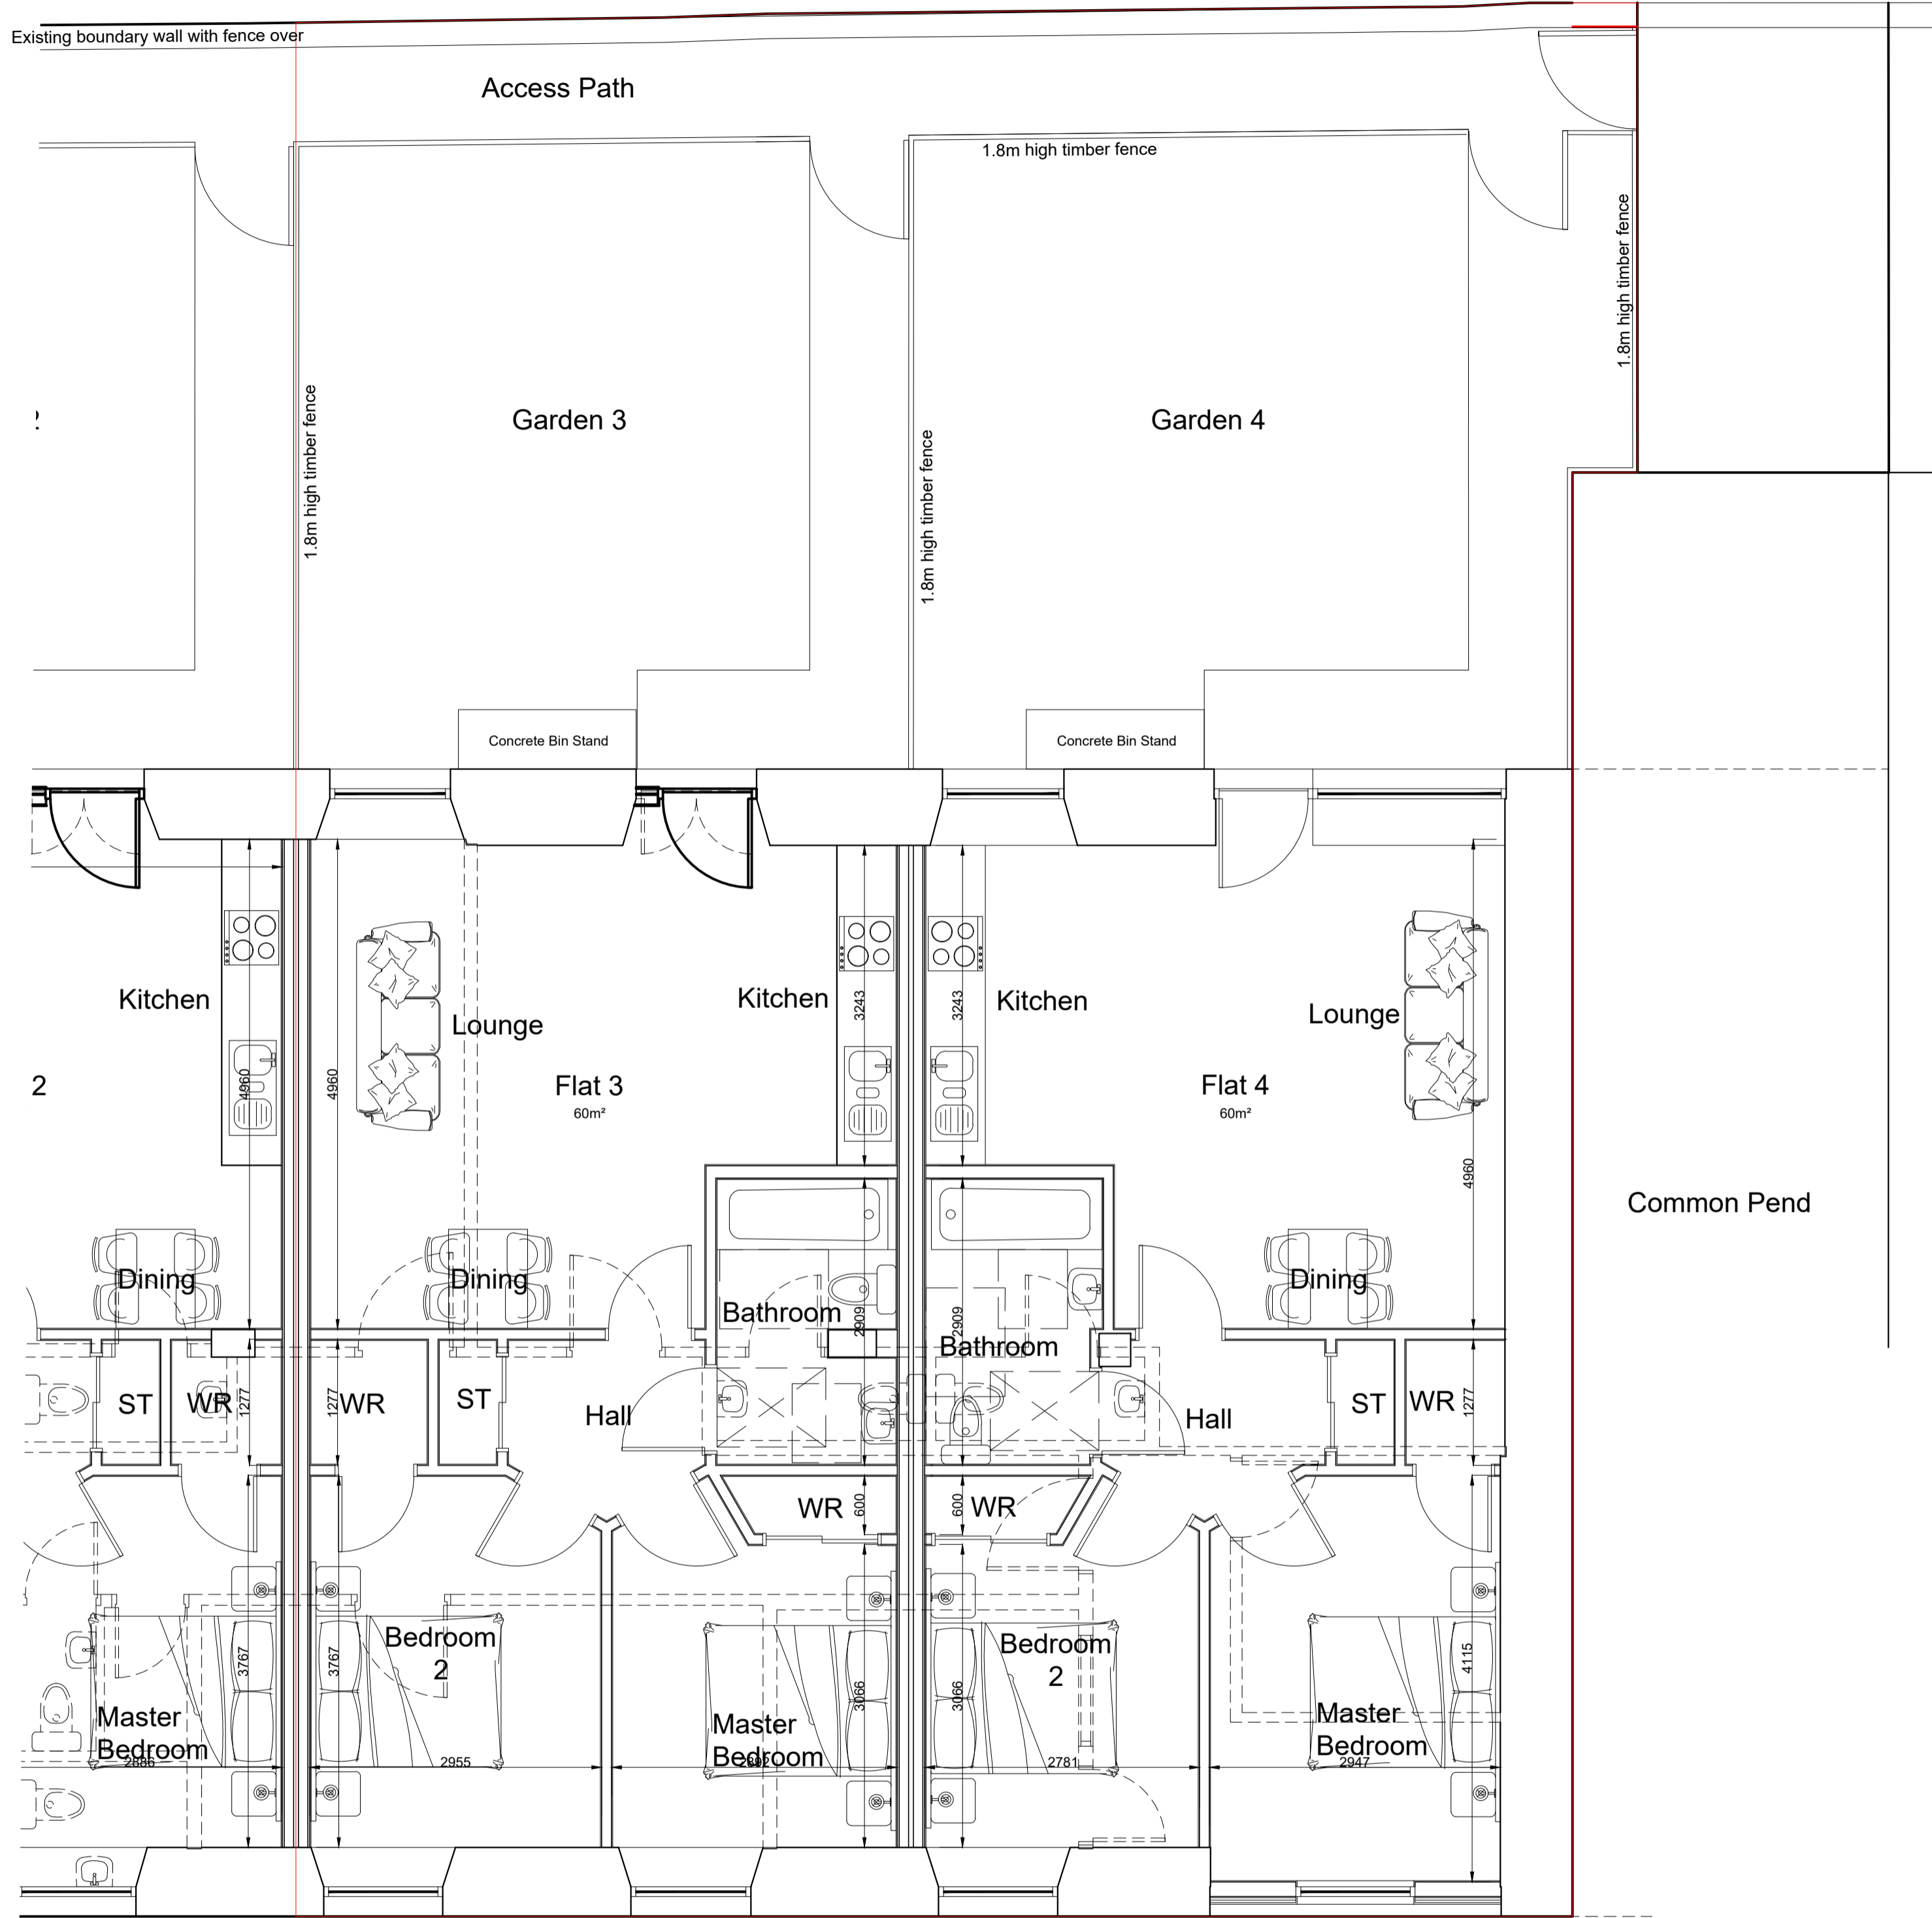 Existing boundary wall with fence over
Access Path
1.8m high timber fence
1.8m high timber fence
Garden 3
Garden 4
1.8m high timber fence
1.8m high timber fence
Concrete Bin Stand
Concrete Bin Stand
Kitchen
Kitchen
3243
3243
Kitchen
Lounge
Lounge
2
4960
4960
Flat 3
60m²
Flat 4
60m²
4960
Common Pend
Dining
Dining
Dining
Bathroom
2909
2909
Bathroom
ST
WR
1277
1277
WR
ST
Hall
Hall
ST
WR
1277
WR
600
600
WR
Bedroom
2
Bedroom
2
3767
3767
3066
3066
4115
Master
Bedroom
Master
Bedroom
Master
Bedroom
2886
2955
2781
2947